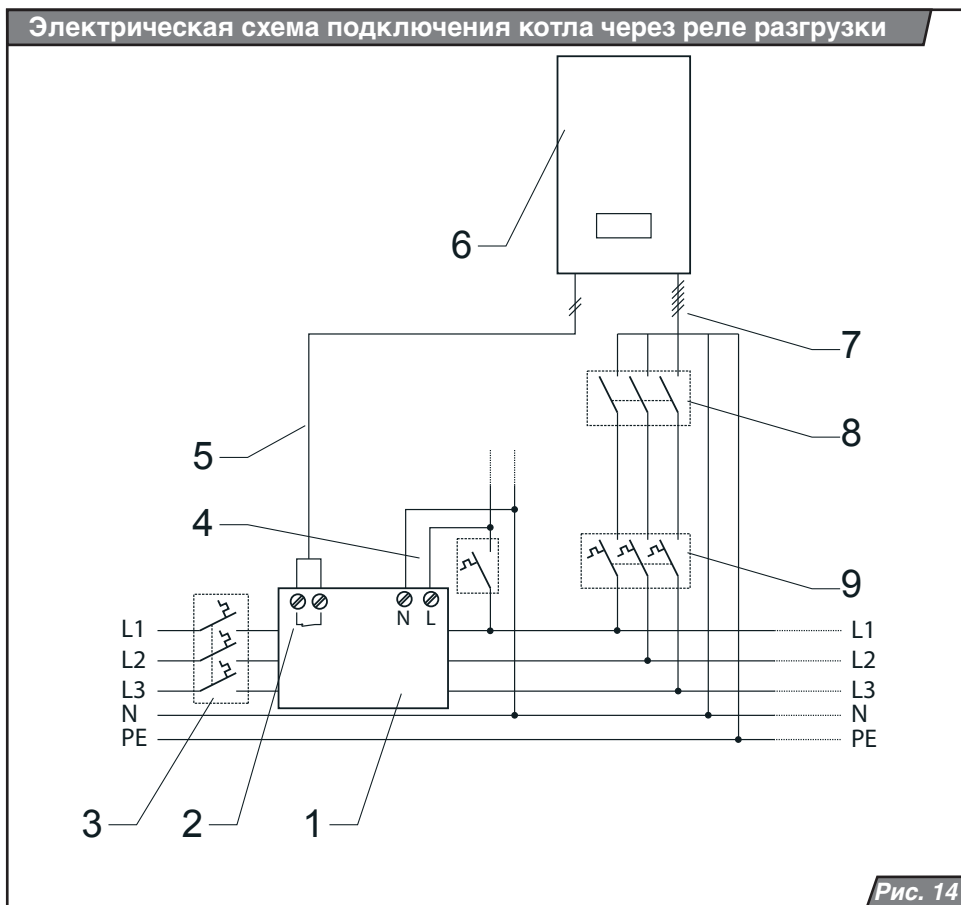 Электрическая схема подключения котла через реле разгрузки
6
7
8
5
4
9
N L
L1 L1
L2 L2
L3 L3
N N
PE PE
3 2 1
Рис. 14